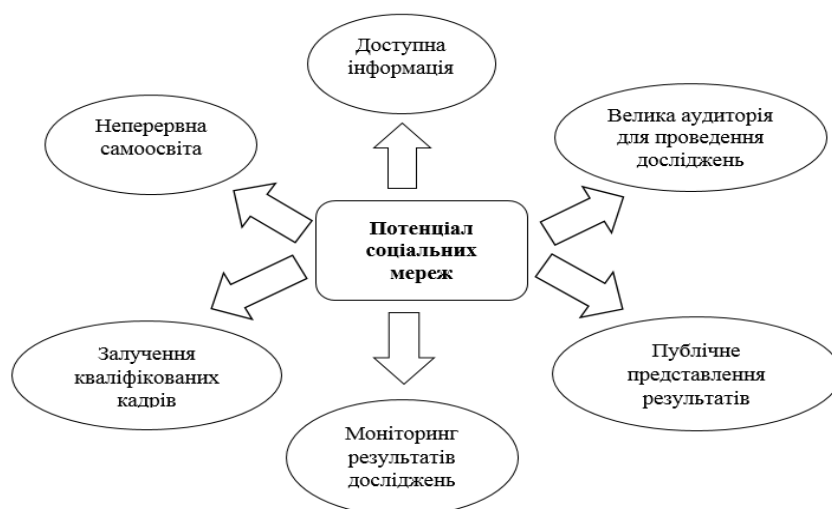 Доступна
інформація
Неперервна
самоосвіта
Велика аудиторія
для проведення
досліджень
Потенціал
соціальних
мереж
Залучення
кваліфікованих
кадрів
Публічне
представлення
результатів
Моніторинг
результатів
досліджень